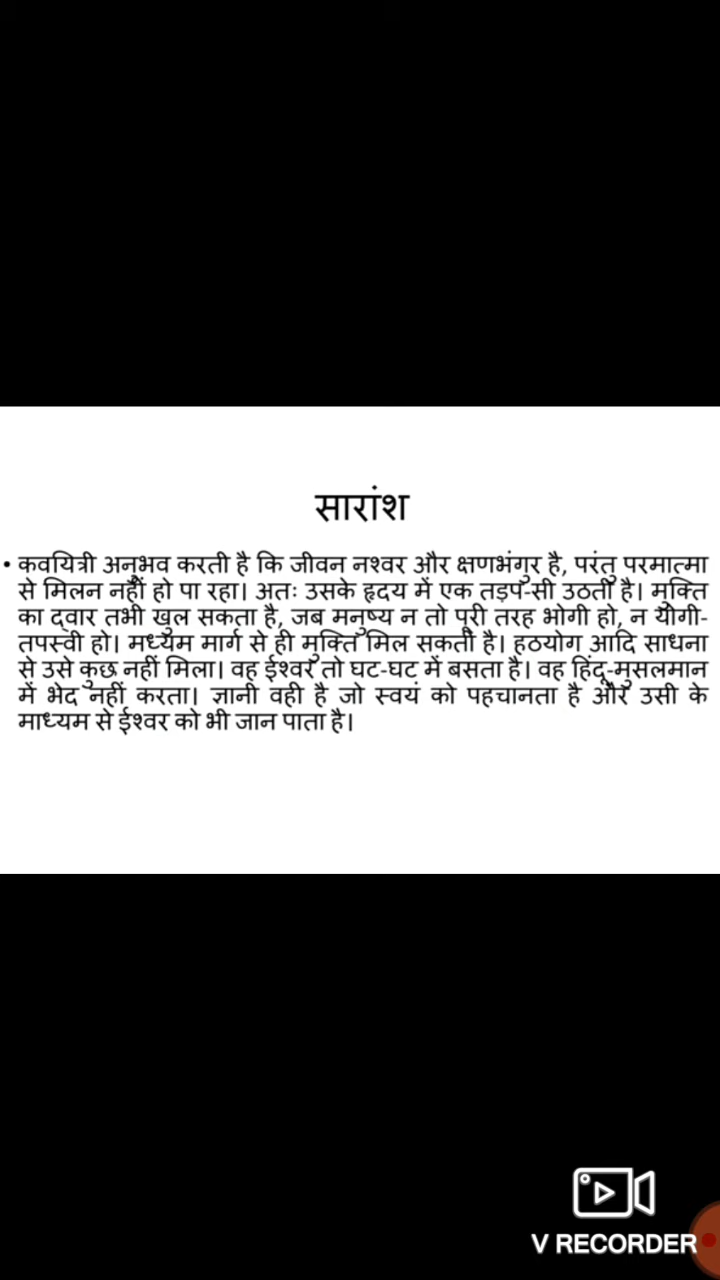 सारांश
• कवयित्री अनुभव करती है कि जीवन नश्वर और क्षणभंगुर है, परंतु परमात्मा
से मिलन नहीं हो पा रहा। अतः उसके हृदय में एक तड़प-सी उठती है। मुक्ति
का द्वार तभी खुल सकता है, जब मनुष्य न तो पूरी तरह भोगी हो, न योगी-
तपस्वी हो। मध्यम मार्ग से ही मुक्ति मिल सकती है। हठयोग आदि साधना
से उसे कुछ नहीं मिला। वह ईश्वर तो घट-घट में बसता है। वह हिंदू-मुसलमान
में भेद नहीं करता। ज्ञानी वही है जो स्वयं को पहचानता है और उसी के
माध्यम से ईश्वर को भी जान पाता है।
V RECORDER